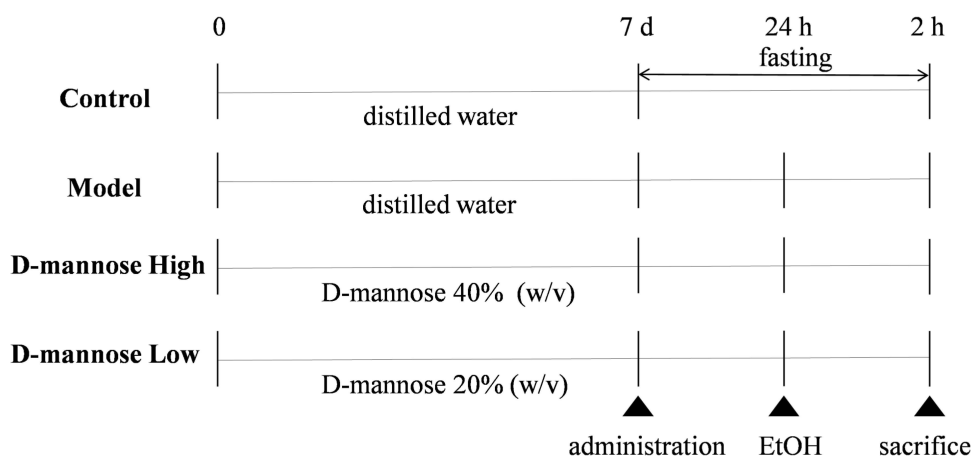 0 7 d 24 h 2 h
fasting
Control
distilled water
Model
distilled water
D-mannose High
D-mannose 40% (w/v)
D-mannose Low
D-mannose 20% (w/v)
administration EtOH sacrifice